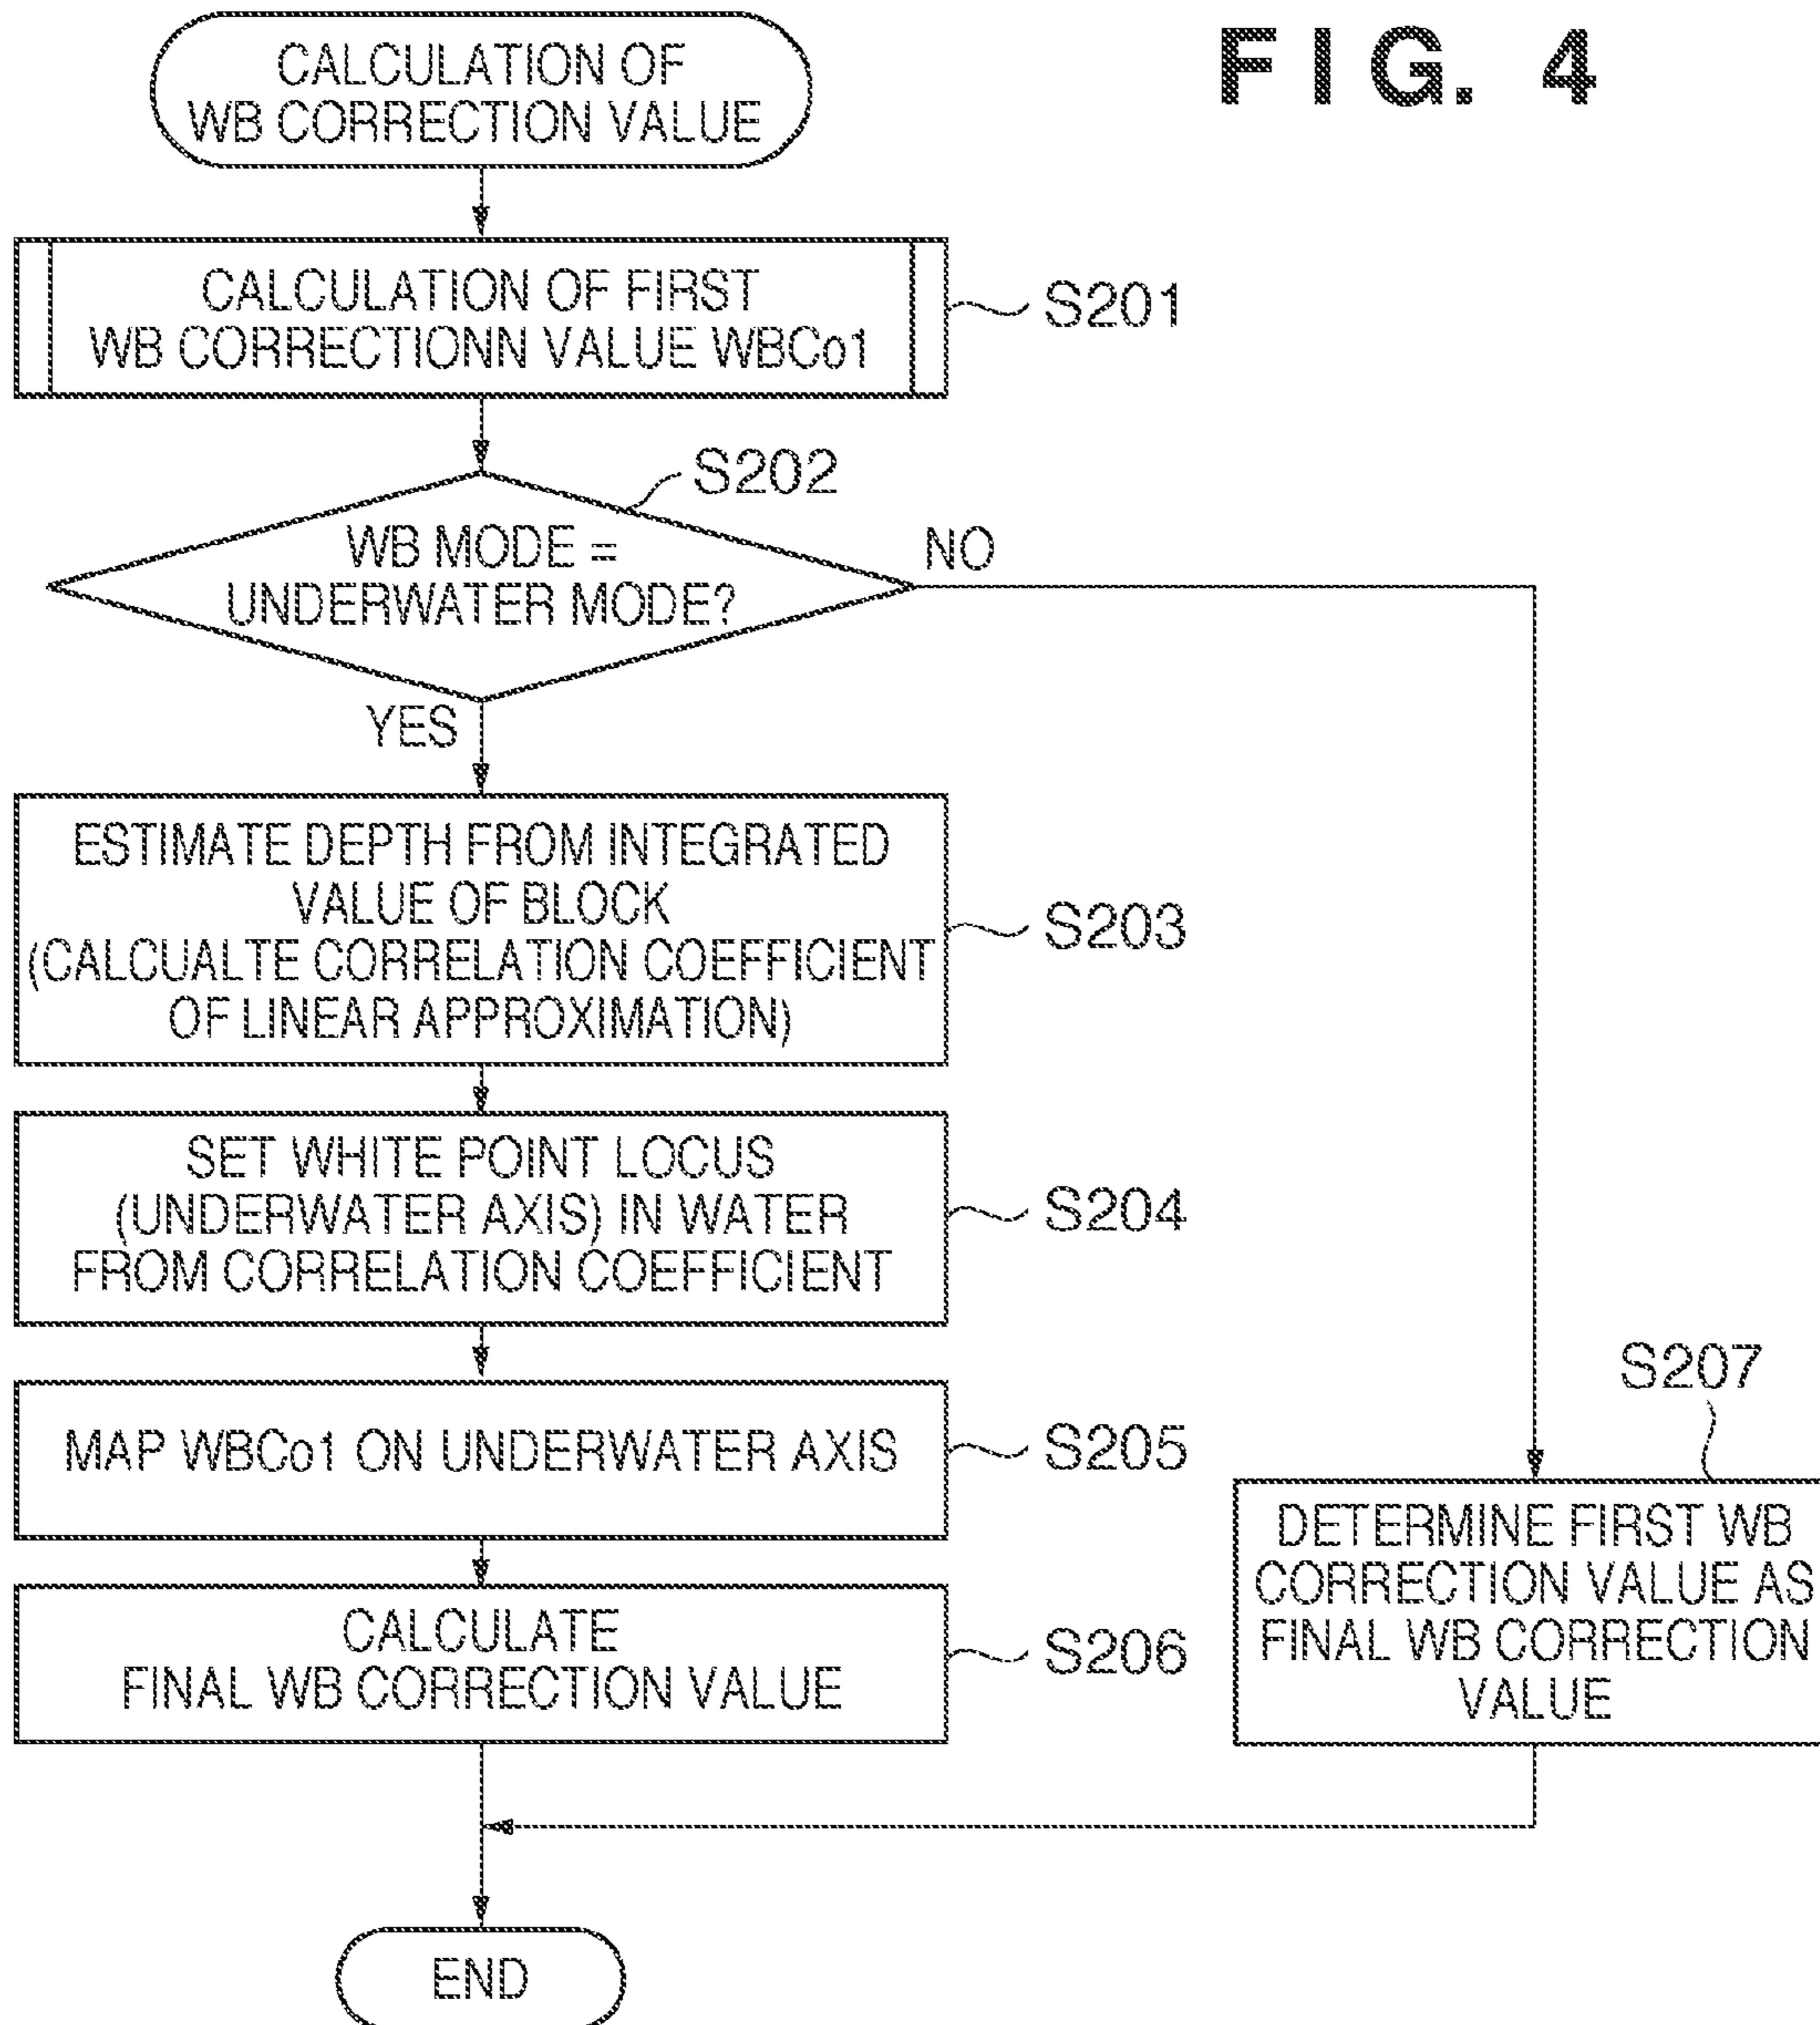 FIG. 4
CALCULATION OF
WB CORRECTION VALUE
CALCULATION OF FIRST
WB CORRECTIONN VALUE WBCo1
S201
S202
WB MODE =
UNDERWATER MODE?
NO
YES
ESTIMATE DEPTH FROM INTEGRATED
VALUE OF BLOCK
(CALCUALTE CORRELATION COEFFICIENT
OF LINEAR APPROXIMATION)
S203
SET WHITE POINT LOCUS
(UNDERWATER AXIS) IN WATER
FROM CORRELATION COEFFICIENT
S204
MAP WBCo1 ON UNDERWATER AXIS
S205
S207
DETERMINE FIRST WB
CORRECTION VALUE AS
FINAL WB CORRECTION
VALUE
CALCULATE
FINAL WB CORRECTION VALUE
S206
END